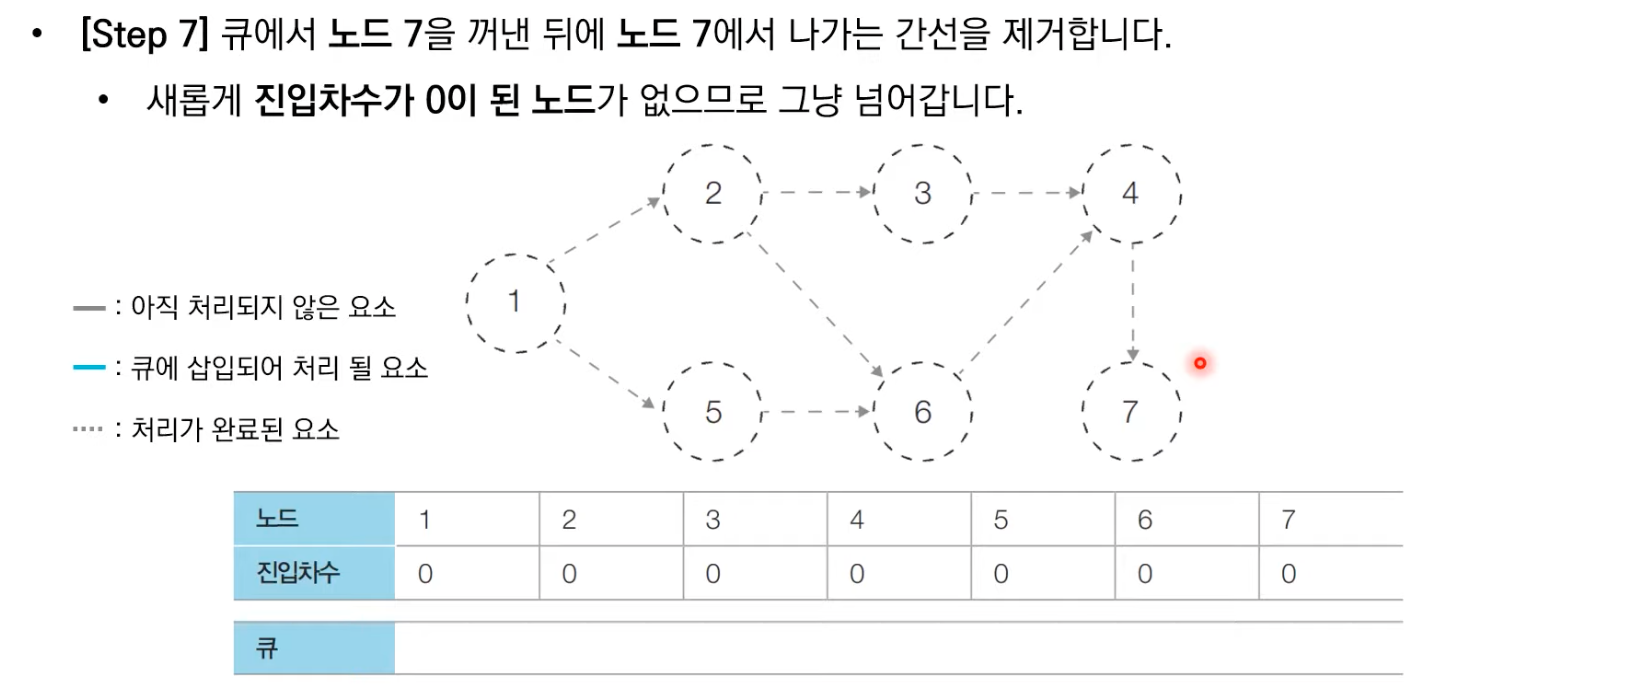 • [Step 7] 큐에서 노드 7을 꺼낸 뒤에 노드 7에서 나가는 간선을 제거합니다.
• 새롭게 진입차수가 0이 된 노드가 없으므로 그냥 넘어갑니다.
2 3 4
1
: 아직 처리되지 않은 요소
: 큐에 삽입되어 처리 될 요소
5 6 7
: 처리가 완료된 요소
노드 1 2 3 4 5 6 7
진입차수 0 0 0 0 0 0 0
큐